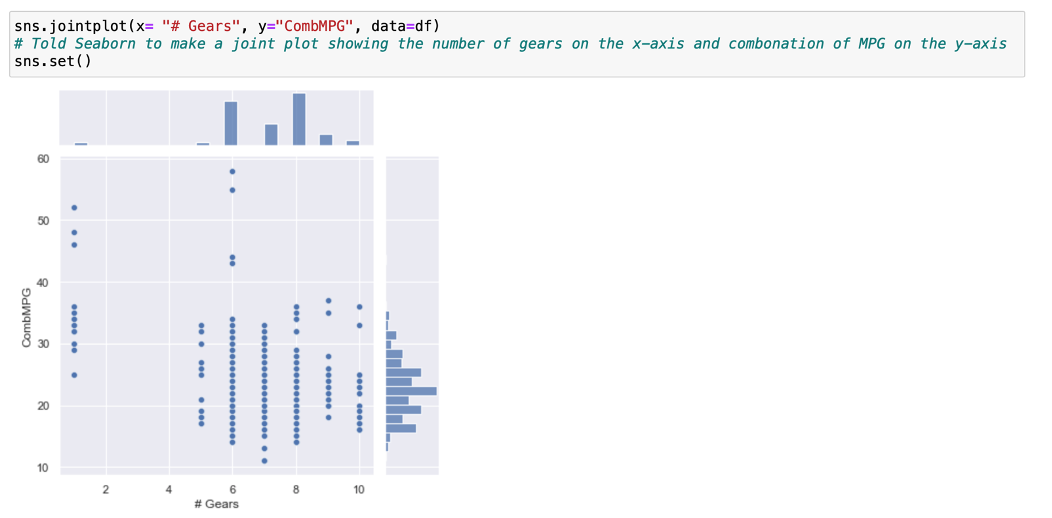 sns.jointplot(x= "# Gears", y="CombMPG", data=df)
# Told Seaborn to make a joint plot showing the number of gears on the x-axis and combonation of MPG on the y-axis
sns.set()
60
50
40
30
20
10
CombMPG
2 4 6 8 10
# Gears